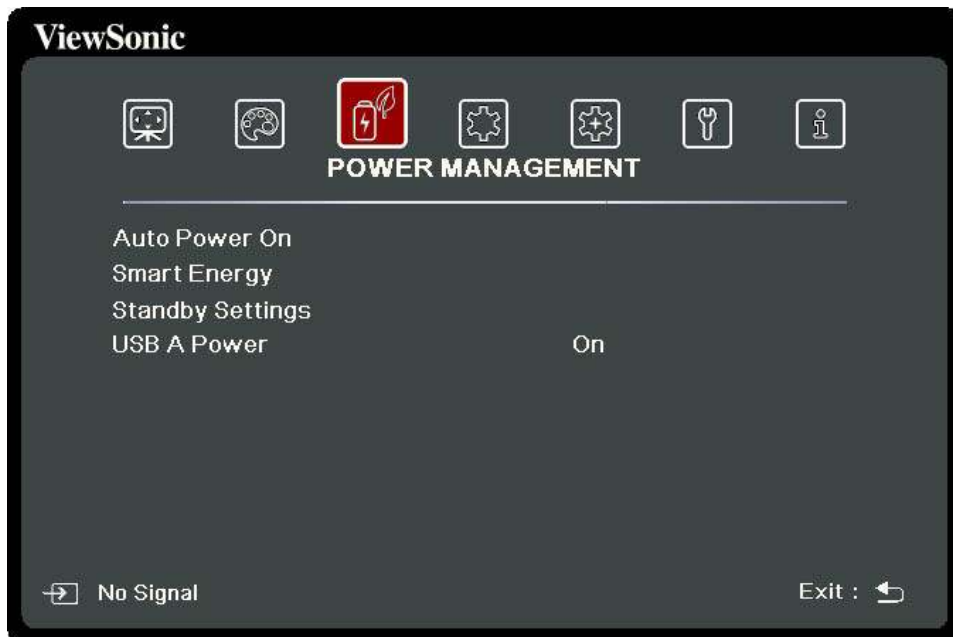 ViewSonic
POWER MANAGEMENT
Auto Power On
Smart Energy
Standby Settings
USB A Power On
No Signal Exit :